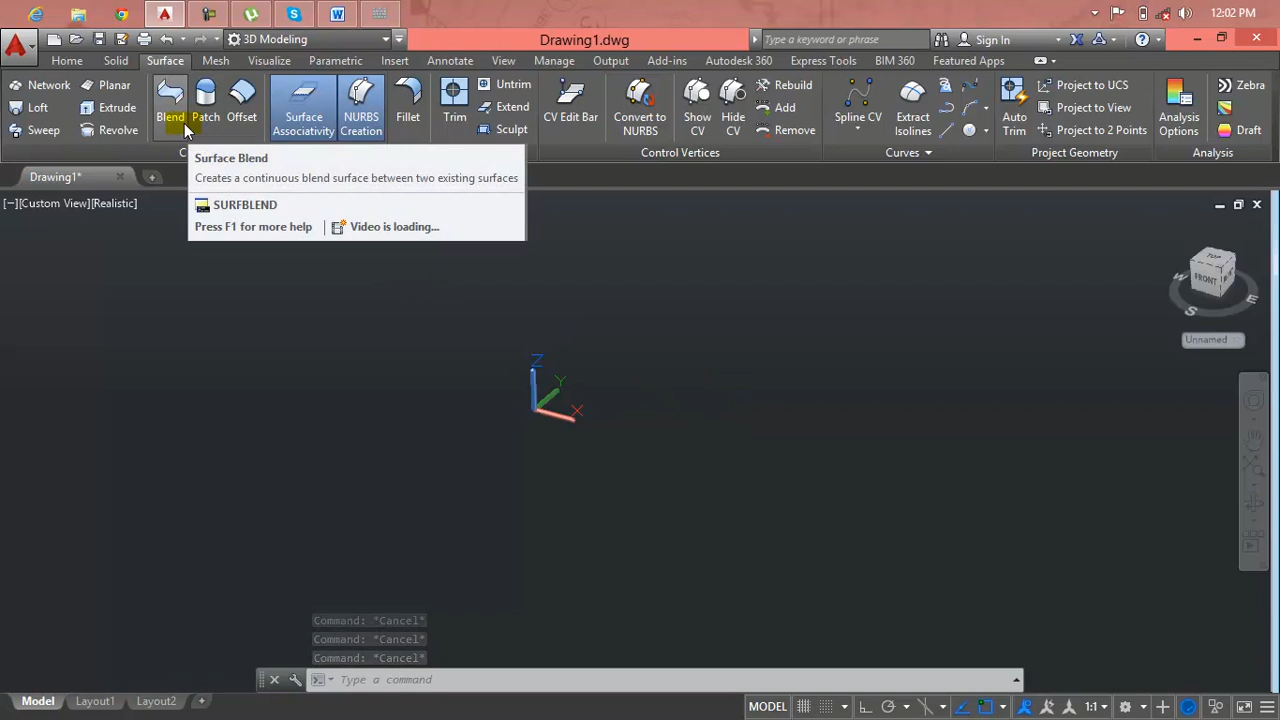 12:02 PM
3D Modeling
Drawing1.dwg
Type a keyword or phrase
Sign In
Home Solid Surface Mesh Visualize Parametric Insert Annotate View Manage Output Add-ins Autodesk 360 Express Tools BIM 360 Featured Apps
Network Planar
Loft Extrude
Sweep Revolve
Blend Patch Offset
Surface Associativity
NURBS Creation
Fillet
Trim
Untrim
Extend
Sculpt
CV Edit Bar
Convert to NURBS
Show CV
Hide CV
Rebuild
Add
Remove
Spline CV
Extract Isolines
Auto Trim
Project to UCS
Project to View
Project to 2 Points
Analysis Options
Zebra
Draft
Control Vertices
Curves
Project Geometry
Analysis
Drawing1*
Surface Blend
Creates a continuous blend surface between two existing surfaces
SURFBLEND
Press F1 for more help
Video is loading...
[−][Custom View][Realistic]
TOP
FRONT
W
E
S
Unnamed
Z
Y
X
Command: *Cancel*
Command: *Cancel*
Command: *Cancel*
Type a command
Model Layout1 Layout2
MODEL
1:1